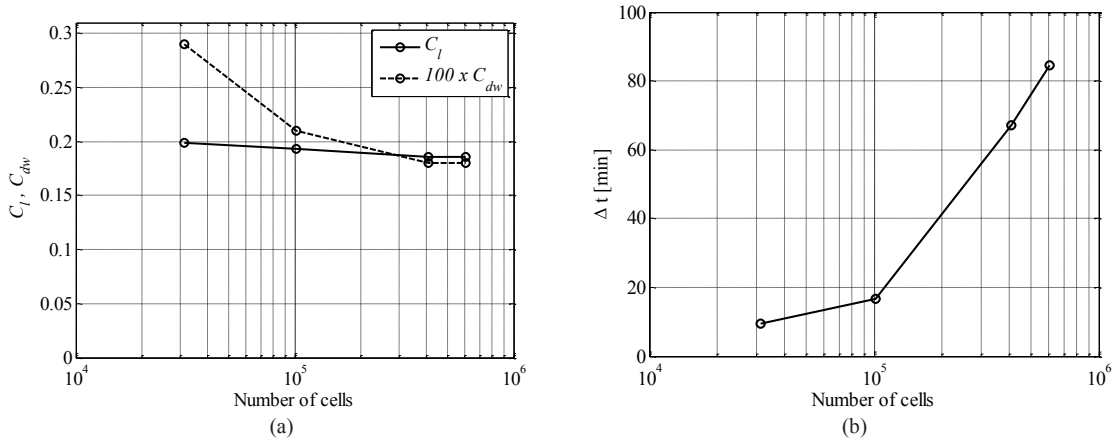 0.3
0.25
0.2
0.15
0.1
0.05
0
C_l , C_dw
C_l
100 x C_dw
10^4
10^5
10^6
Number of cells
(a)
100
80
60
40
20
0
Δ t [min]
10^4
10^5
10^6
Number of cells
(b)